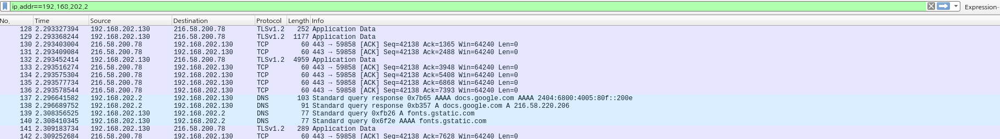 ip.addr==192.168.202.2 Expression…
No. Time Source Destination Protocol Length Info
128 2.293327394 192.168.202.130 216.58.200.78 TLSv1.2 252 Application Data
129 2.293368244 192.168.202.130 216.58.200.78 TLSv1.2 1177 Application Data
130 2.293403004 216.58.200.78 192.168.202.130 TCP 60 443 → 59858 [ACK] Seq=42138 Ack=1365 Win=64240 Len=0
131 2.293409084 216.58.200.78 192.168.202.130 TCP 60 443 → 59858 [ACK] Seq=42138 Ack=2488 Win=64240 Len=0
132 2.293452414 192.168.202.130 216.58.200.78 TLSv1.2 4959 Application Data
133 2.293516274 216.58.200.78 192.168.202.130 TCP 60 443 → 59858 [ACK] Seq=42138 Ack=3948 Win=64240 Len=0
134 2.293575304 216.58.200.78 192.168.202.130 TCP 60 443 → 59858 [ACK] Seq=42138 Ack=5408 Win=64240 Len=0
135 2.293577734 216.58.200.78 192.168.202.130 TCP 60 443 → 59858 [ACK] Seq=42138 Ack=6868 Win=64240 Len=0
136 2.293578544 216.58.200.78 192.168.202.130 TCP 60 443 → 59858 [ACK] Seq=42138 Ack=7393 Win=64240 Len=0
137 2.296641582 192.168.202.2 192.168.202.130 DNS 103 Standard query response 0x7b65 AAAA docs.google.com AAAA 2404:6800:4005:80f::200e
138 2.296689752 192.168.202.2 192.168.202.130 DNS 91 Standard query response 0xb357 A docs.google.com A 216.58.220.206
139 2.308356525 192.168.202.130 192.168.202.2 DNS 77 Standard query 0xfb26 A fonts.gstatic.com
140 2.308410345 192.168.202.130 192.168.202.2 DNS 77 Standard query 0x6f2e AAAA fonts.gstatic.com
141 2.309183734 192.168.202.130 216.58.200.78 TLSv1.2 289 Application Data
142 2.309252684 216.58.200.78 192.168.202.130 TCP 60 443 → 59858 [ACK] Seq=42138 Ack=7628 Win=64240 Len=0